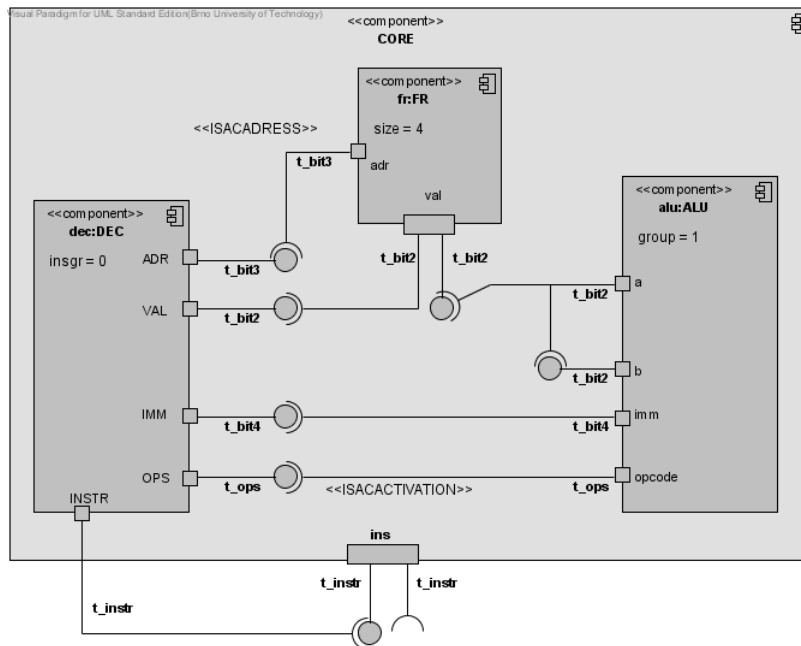 Visual Paradigm for UML Standard Edition(Brno University of Technology)
<<component>>
CORE
<<component>>
fr:FR
size = 4
<<ISACADRESS>>
t_bit3
adr
val
<<component>>
dec:DEC
insgr = 0
ADR
t_bit3
t_bit2
t_bit2
VAL
t_bit2
<<component>>
alu:ALU
group = 1
a
t_bit2
b
t_bit2
IMM
t_bit4
imm
t_bit4
OPS
t_ops
<<ISACACTIVATION>>
opcode
t_ops
INSTR
ins
t_instr
t_instr
t_instr